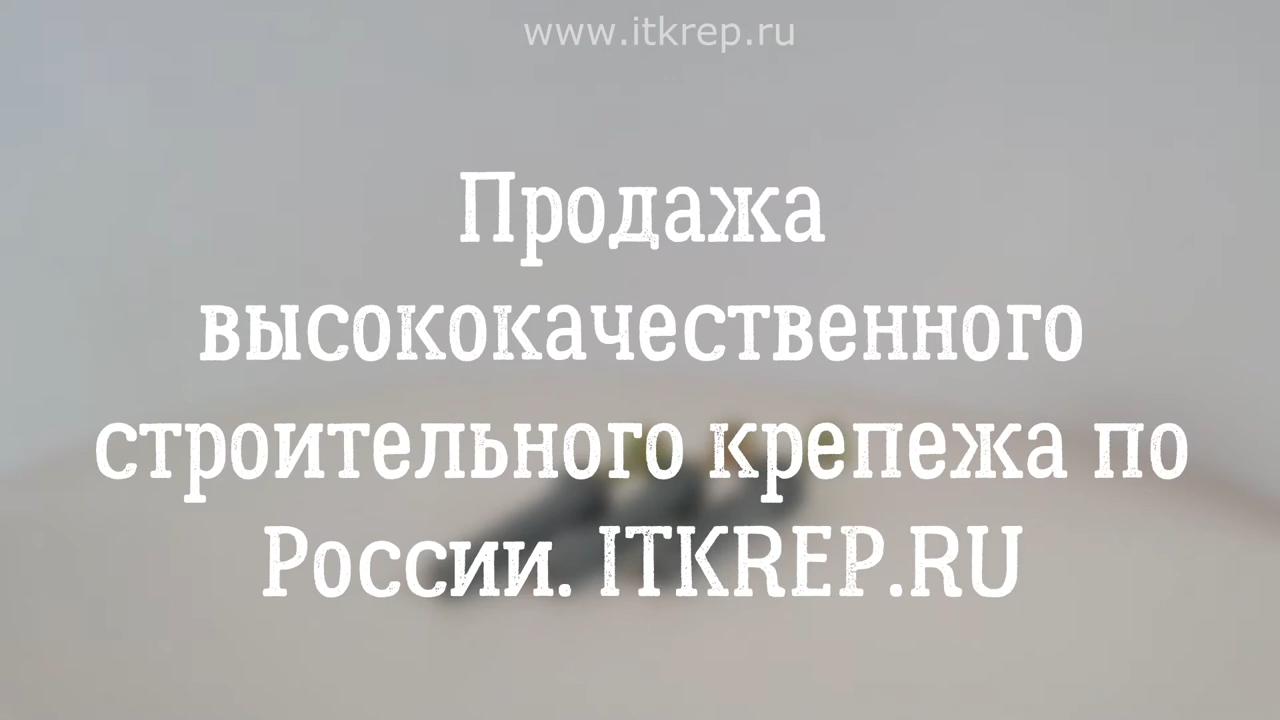 www.itkrep.ru
Продажа
высококачественного
строительного крепежа по
России. ITKREP.RU